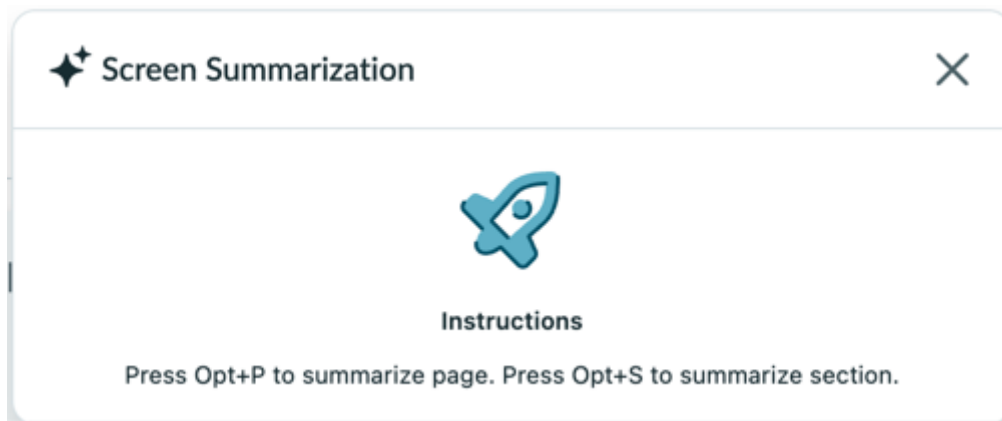 Screen Summarization
Instructions
Press Opt+P to summarize page. Press Opt+S to summarize section.